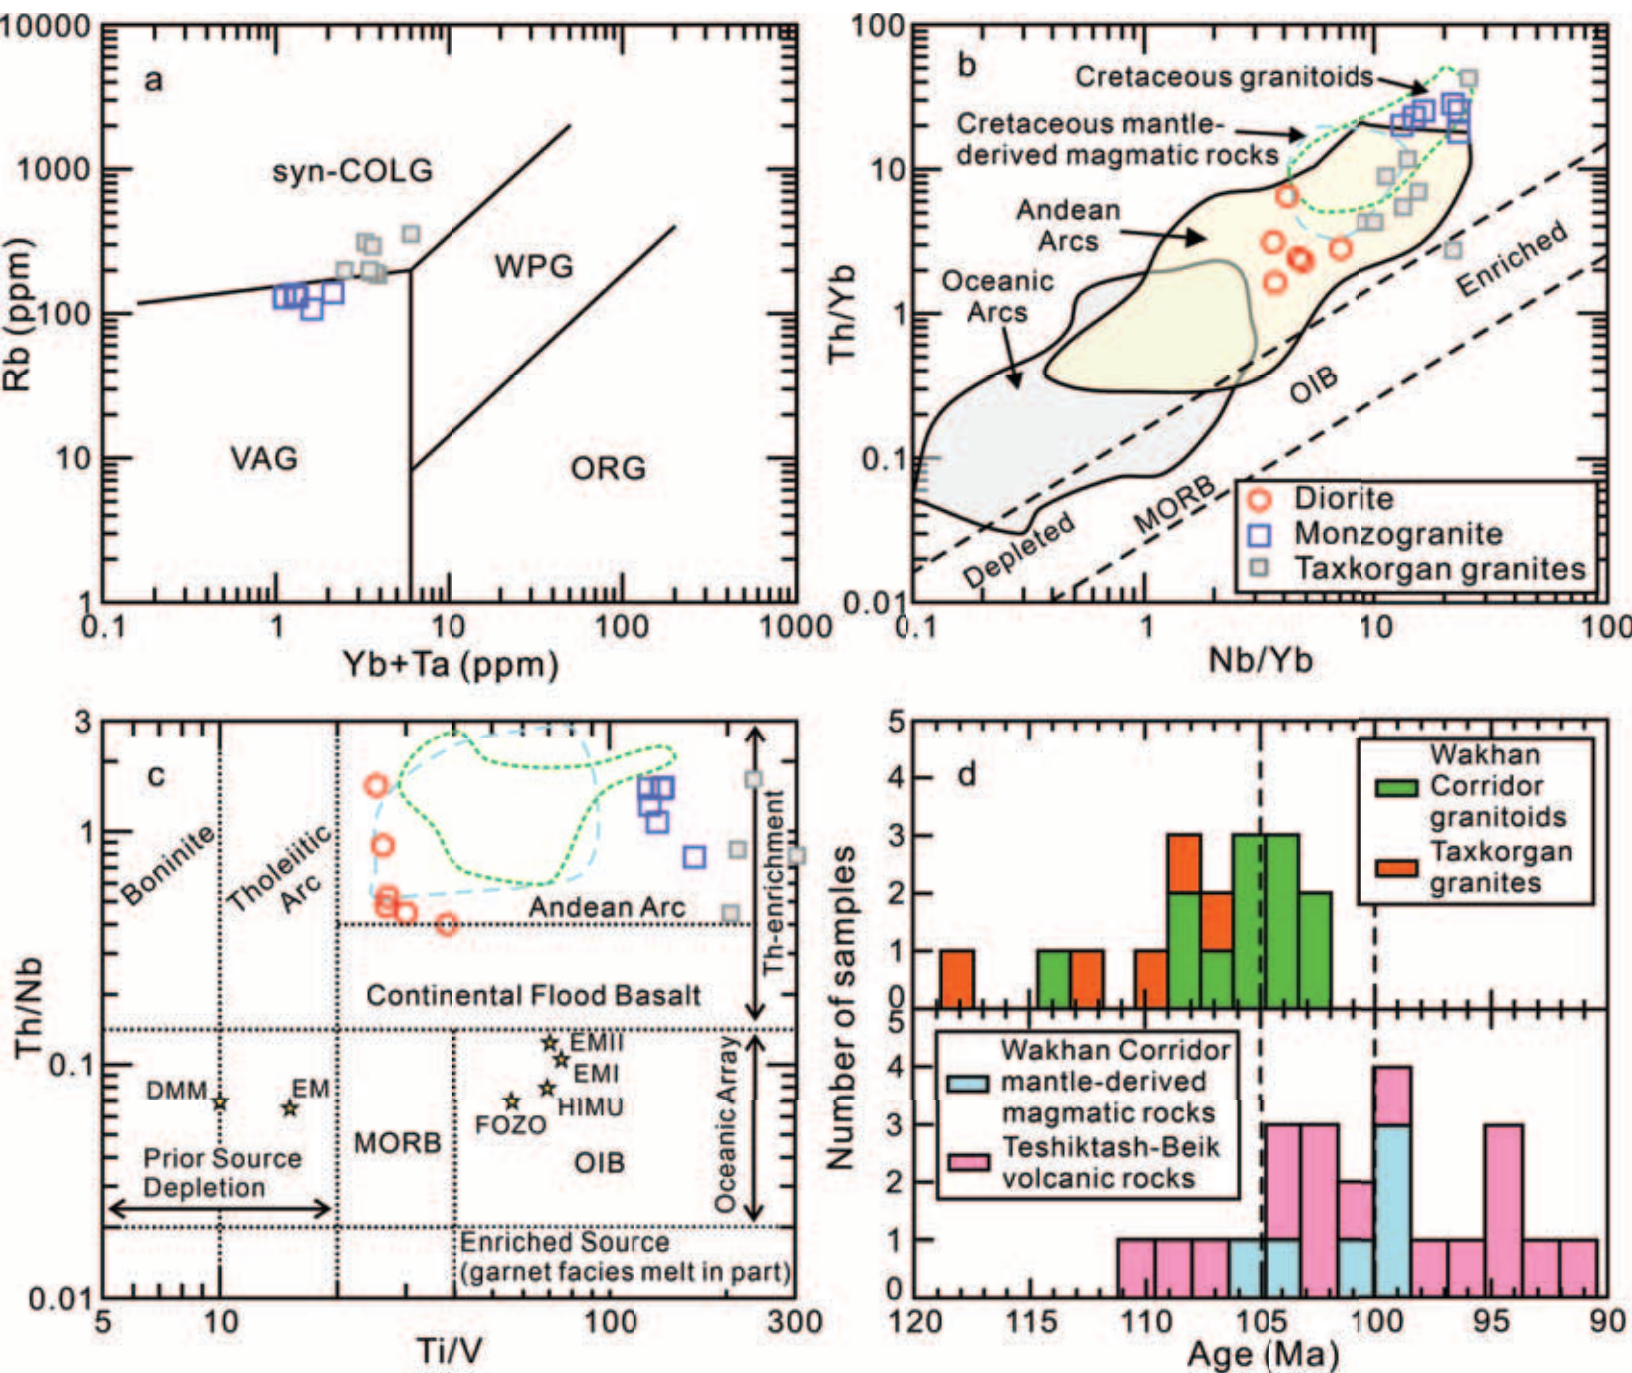 a
10000
1000
100
10
1
Rb (ppm)
syn-COLG
WPG
VAG
ORG
0.1
1
10
100
1000
Yb+Ta (ppm)
b
100
10
1
0.1
0.01
Th/Yb
Cretaceous granitoids
Cretaceous mantle-
derived magmatic rocks
Andean
Arcs
Oceanic
Arcs
Enriched
OIB
MORB
Depleted
Diorite
Monzogranite
Taxkorgan granites
0.1
1
10
100
Nb/Yb
c
3
1
0.1
0.01
Th/Nb
Boninite
Tholeiitic
Arc
Andean Arc
Th-enrichment
Continental Flood Basalt
EMII
EMI
HIMU
FOZO
DMM
EM
MORB
OIB
Oceanic Array
Prior Source
Depletion
Enriched Source
(garnet facies melt in part)
5
10
100
300
Ti/V
d
5
4
3
2
1
0
Number of samples
Wakhan
Corridor
granitoids
Taxkorgan
granites
5
4
3
2
1
0
Wakhan Corridor
mantle-derived
magmatic rocks
Teshiktash-Beik
volcanic rocks
120
115
110
105
100
95
90
Age (Ma)